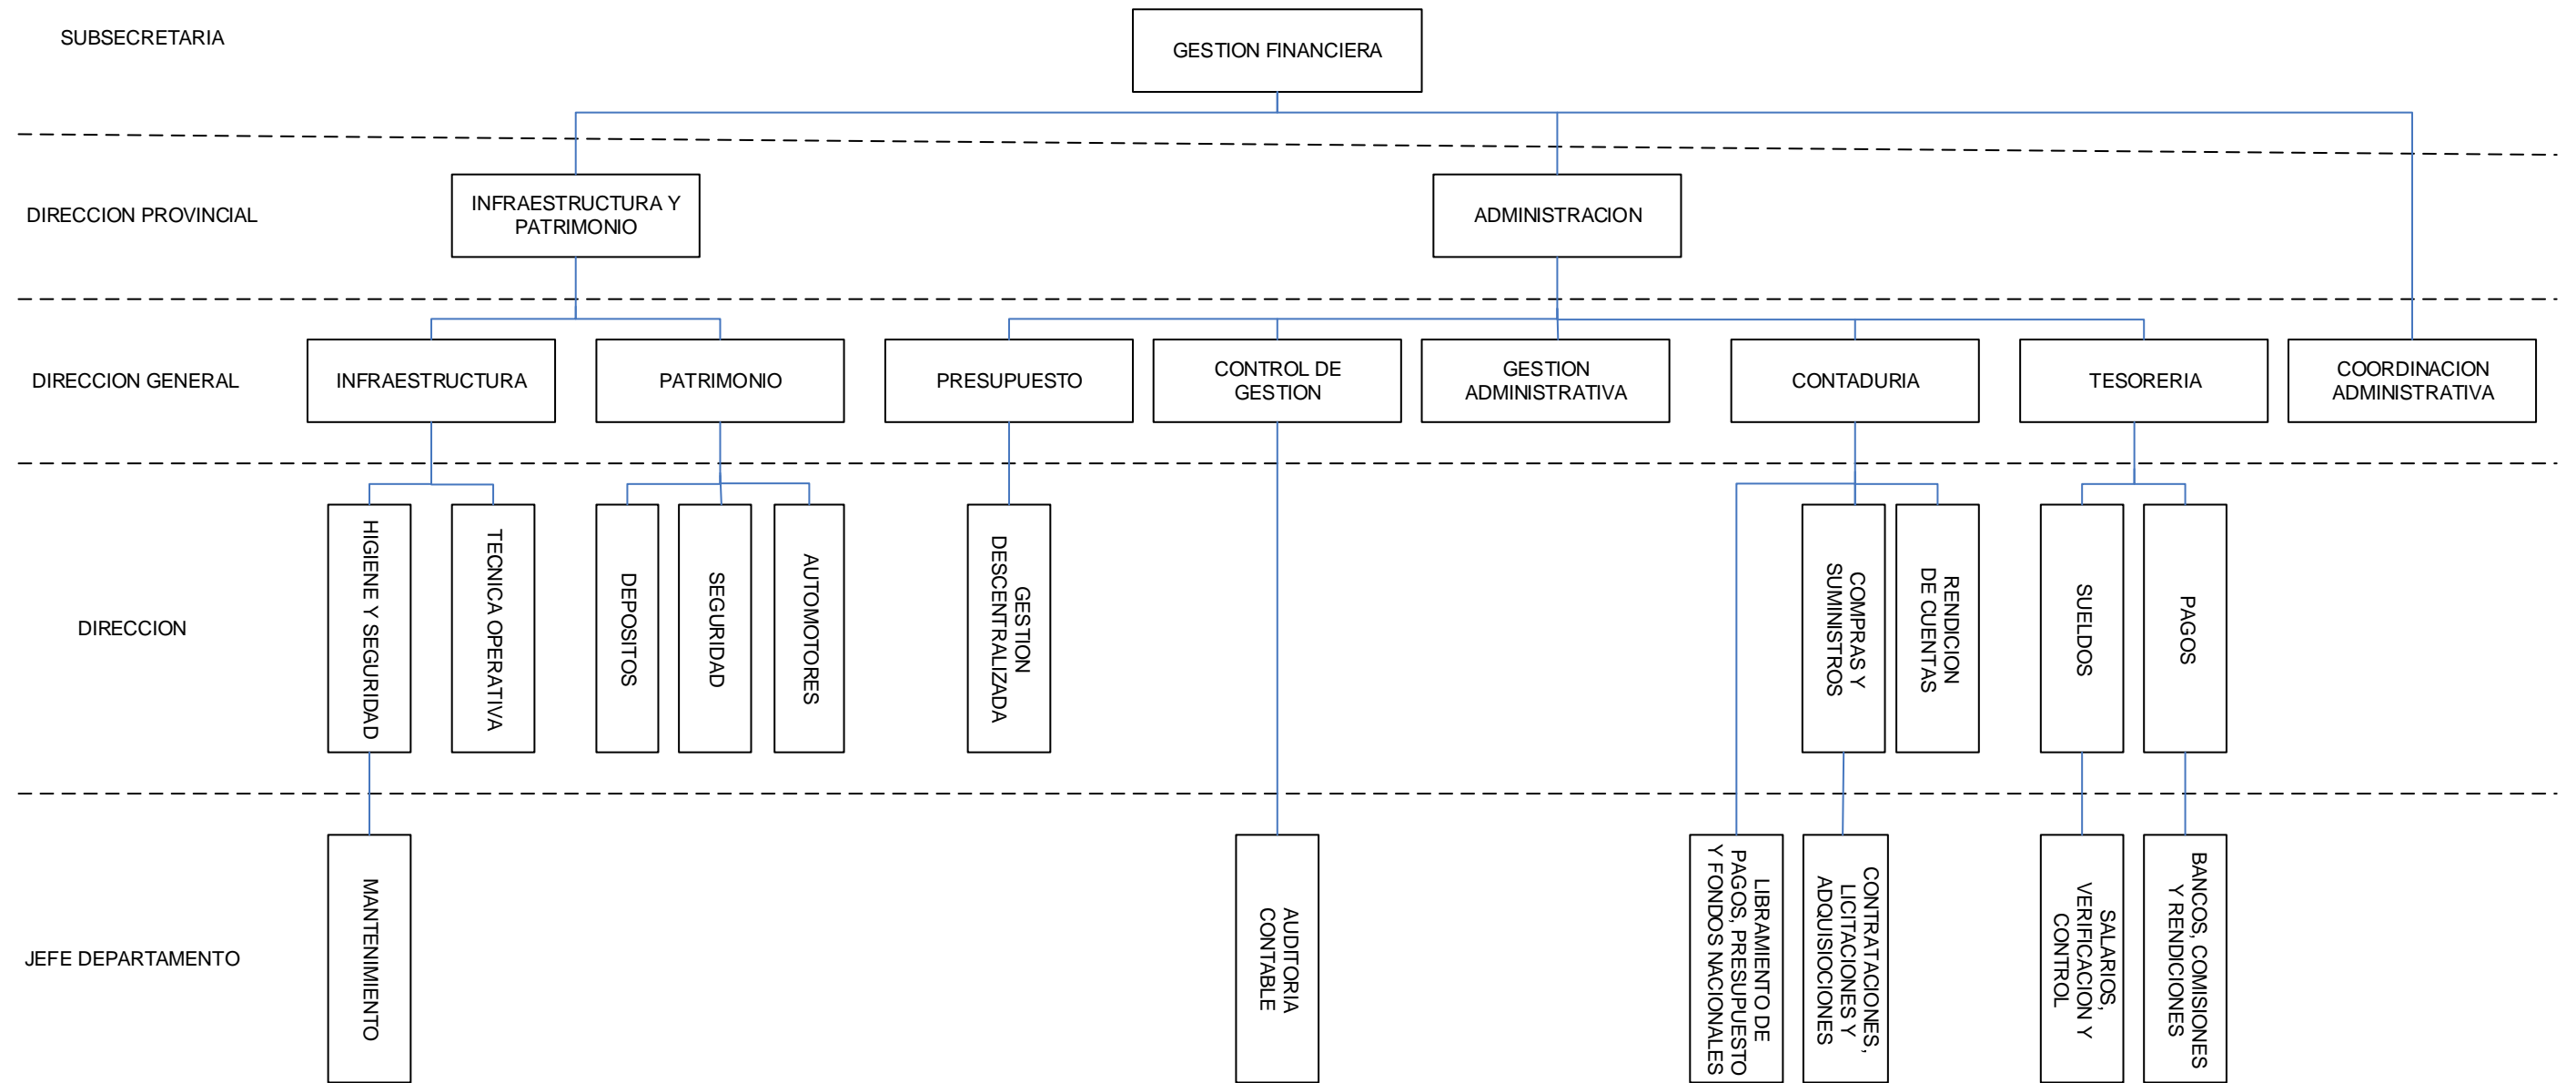 SUBSECRETARIA
GESTION FINANCIERA
DIRECCION PROVINCIAL
INFRAESTRUCTURA Y
PATRIMONIO
ADMINISTRACION
DIRECCION GENERAL
INFRAESTRUCTURA
PATRIMONIO
PRESUPUESTO
CONTROL DE
GESTION
GESTION
ADMINISTRATIVA
CONTADURIA
TESORERIA
COORDINACION
ADMINISTRATIVA
DIRECCION
HIGIENE Y SEGURIDAD
TECNICA OPERATIVA
DEPOSITOS
SEGURIDAD
AUTOMOTORES
GESTION
DESCENTRALIZADA
COMPRAS Y
SUMINISTROS
RENDICION
DE CUENTAS
SUELDOS
PAGOS
JEFE DEPARTAMENTO
MANTENIMIENTO
AUDITORIA
CONTABLE
LIBRAMIENTO DE
PAGOS, PRESUPUESTO
Y FONDOS NACIONALES
CONTRATACIONES,
LICITACIONES Y
ADQUISIOCIONES
SALARIOS,
VERIFICACION Y
CONTROL
BANCOS, COMISIONES
Y RENDICIONES